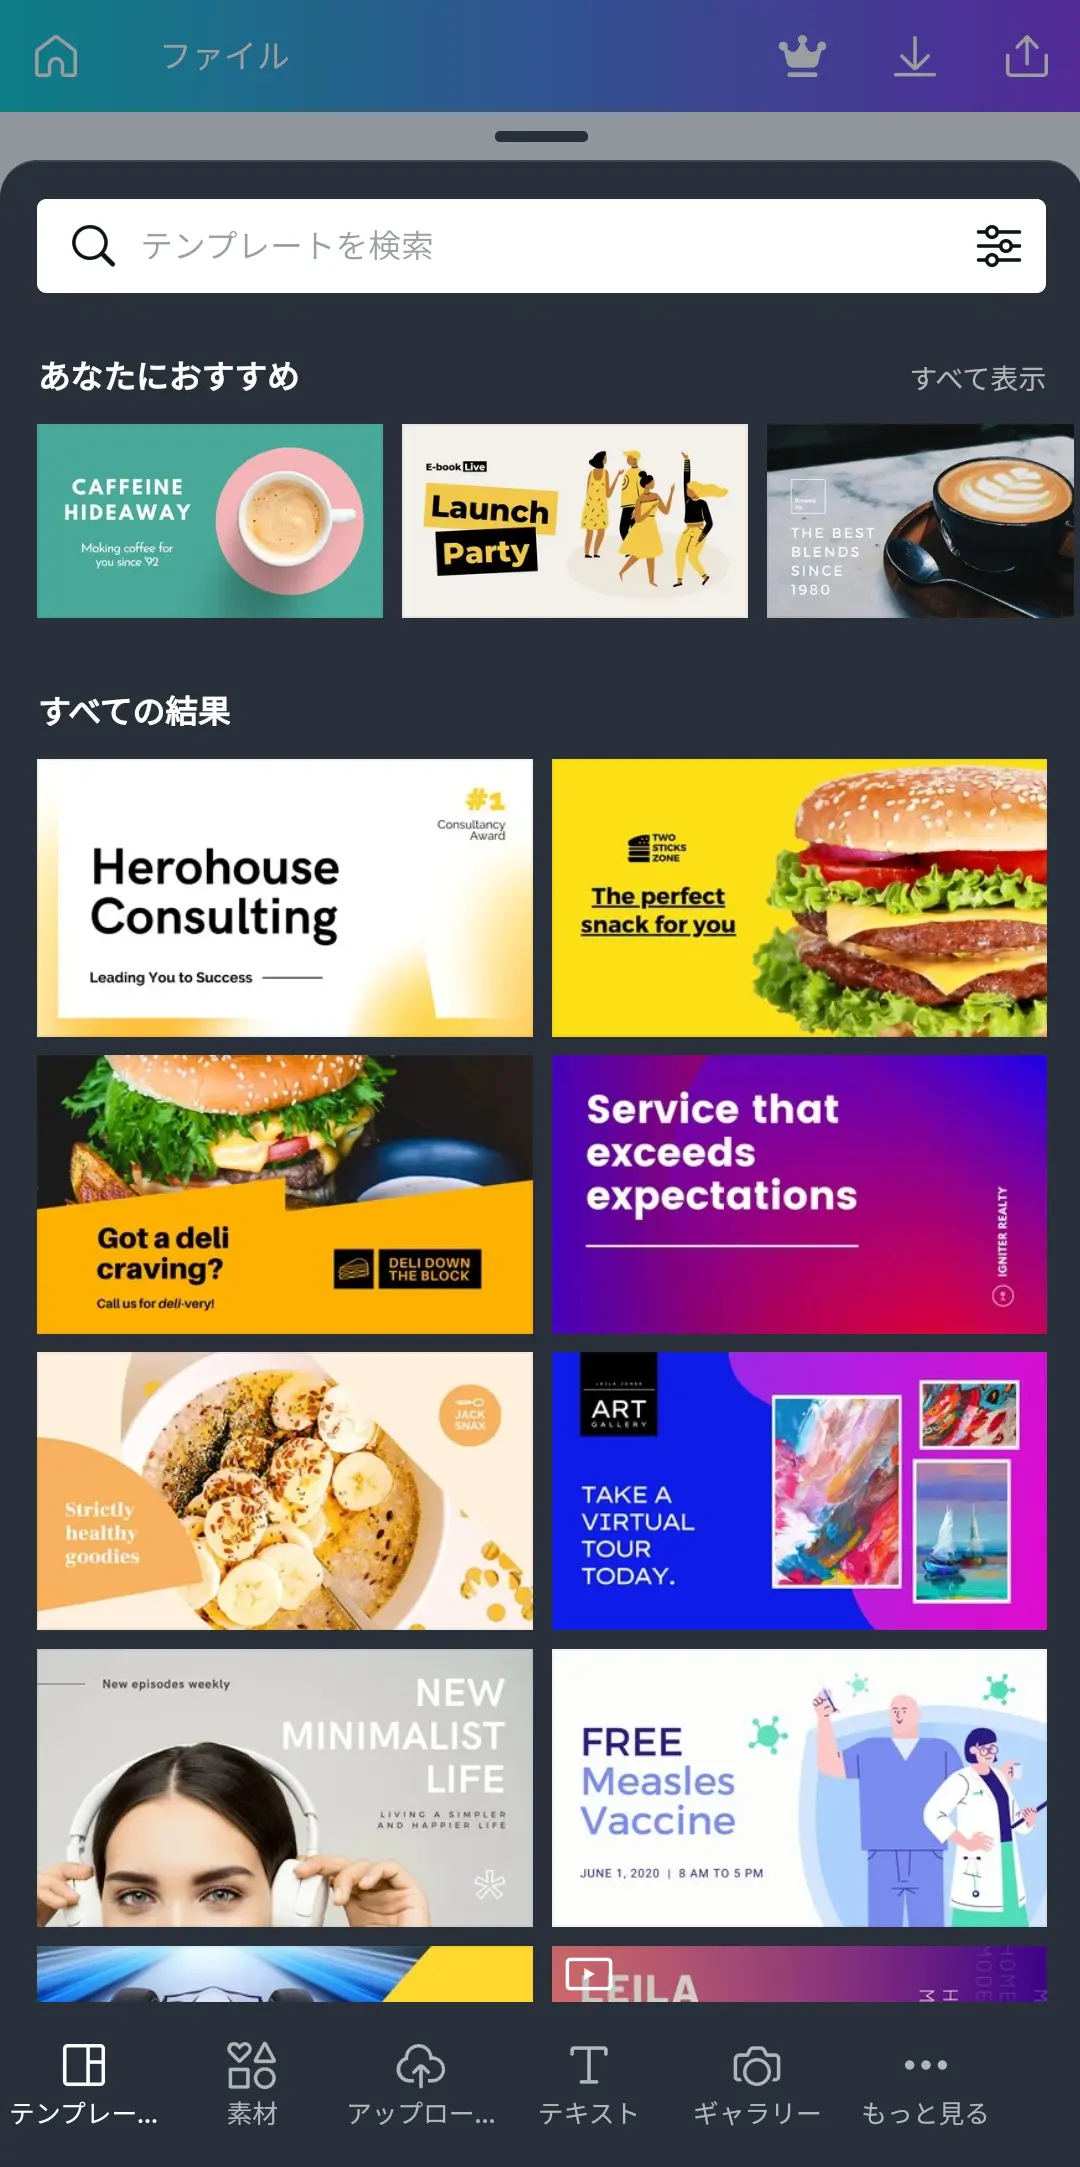 ファイル
テンプレートを検索
あなたにおすすめ
すべて表示
CAFFEINE
HIDEAWAY
Making coffee for
you since '92
E-book Live
Launch
Party
THE BEST
BLENDS
SINCE
1980
すべての結果
#1
Consultancy
Award
Herohouse
Consulting
Leading You to Success
TWO
STICKS
ZONE
The perfect
snack for you
Got a deli
craving?
Call us for deli-very!
DELI DOWN
THE BLOCK
Service that
exceeds
expectations
IGNITER REALTY
JACK
SNAX
Strictly
healthy
goodies
LEILA JONES
ART
GALLERY
TAKE A
VIRTUAL
TOUR
TODAY.
New episodes weekly
NEW
MINIMALIST
LIFE
LIVING A SIMPLER
AND HAPPIER LIFE
FREE
Measles
Vaccine
JUNE 1, 2020 | 8 AM TO 5 PM
LEILA
HOME
MODE
テンプレー...
素材
アップロー...
テキスト
ギャラリー
もっと見る